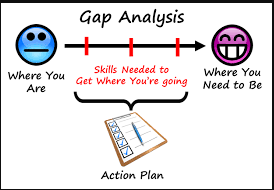 Gap Analysis
Where You
Are
Skills Needed to
Get Where You're going
Where You
Need to Be
Action Plan